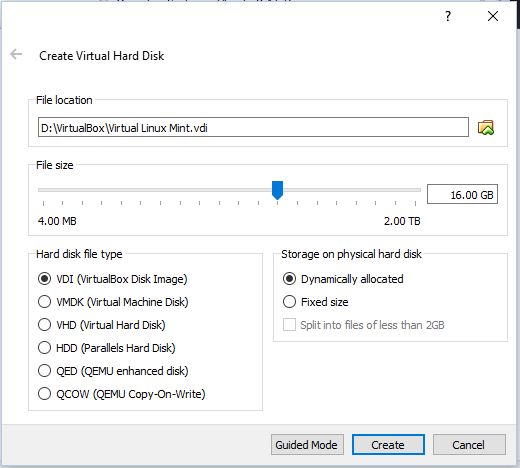 ?
Create Virtual Hard Disk
File location
D:\VirtualBox\Virtual Linux Mint.vdi
File size
16.00 GB
4.00 MB 2.00 TB
Hard disk file type
VDI (VirtualBox Disk Image)
VMDK (Virtual Machine Disk)
VHD (Virtual Hard Disk)
HDD (Parallels Hard Disk)
QED (QEMU enhanced disk)
QCOW (QEMU Copy-On-Write)
Storage on physical hard disk
Dynamically allocated
Fixed size
Split into files of less than 2GB
Guided Mode Create Cancel